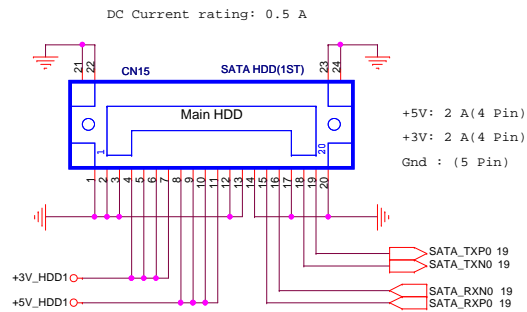 DC Current rating: 0.5 A
21
22
23
24
CN15
SATA HDD(1ST)
Main HDD
+5V: 2 A(4 Pin)
+3V: 2 A(4 Pin)
Gnd : (5 Pin)
1
20
1
2
3
4
5
6
7
8
9
10
11
12
13
14
15
16
17
18
19
20
SATA_TXP0 19
SATA_TXN0 19
+3V_HDD1
SATA_RXN0 19
+5V_HDD1
SATA_RXP0 19